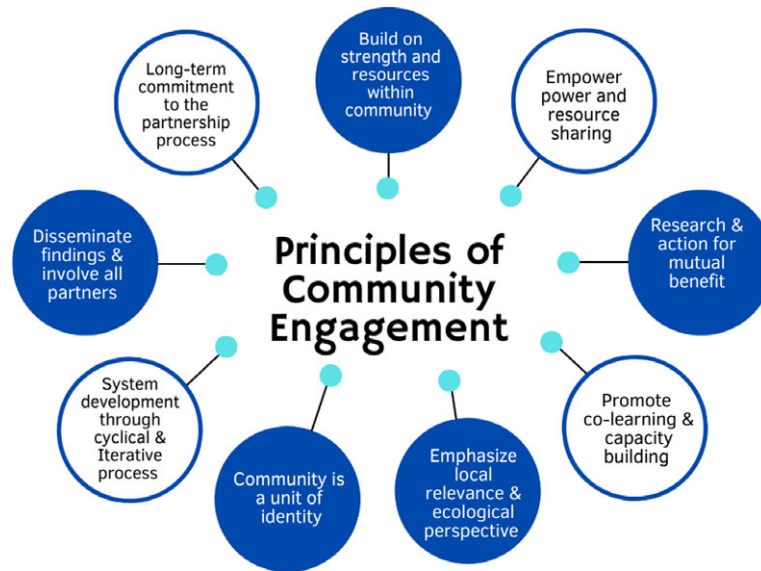 Build on
strength and
resources
within
community
Long-term
commitment
to the
partnership
process
Empower
power and
resource
sharing
Disseminate
findings &
involve all
partners
Principles of
Community
Engagement
Research &
action for
mutual
benefit
System
development
through
cyclical &
Iterative
process
Promote
co-learning &
capacity
building
Community is
a unit of
identity
Emphasize
local
relevance &
ecological
perspective